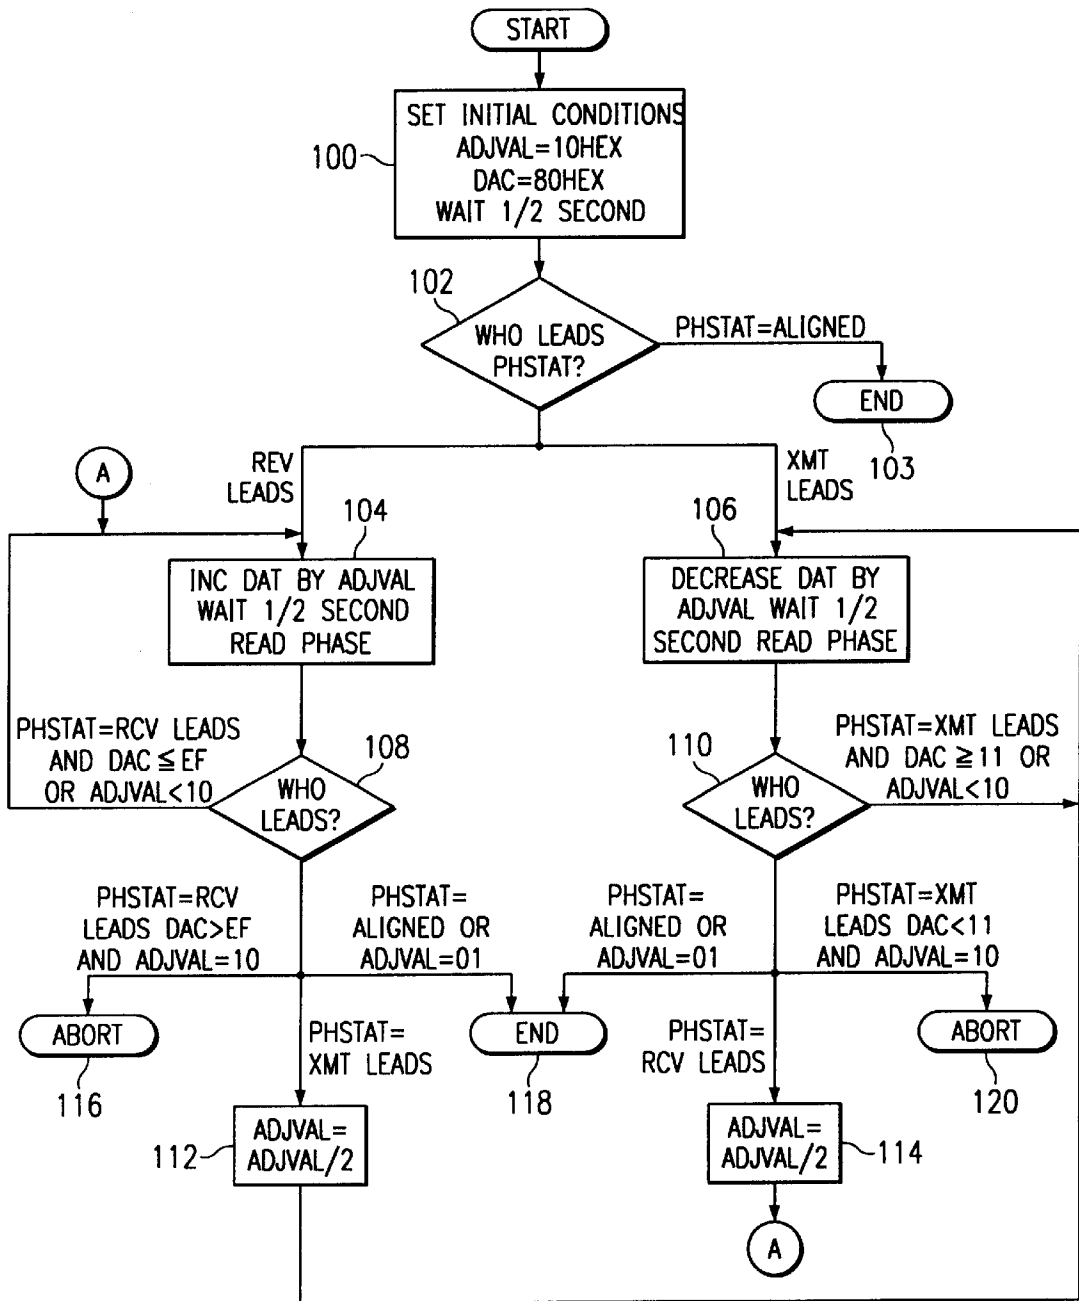 START
SET INITIAL CONDITIONS
ADJVAL=10HEX
DAC=80HEX
WAIT 1/2 SECOND
100
102
WHO LEADS
PHSTAT?
PHSTAT=ALIGNED
END
103
A
REV
LEADS
XMT
LEADS
104
INC DAT BY ADJVAL
WAIT 1/2 SECOND
READ PHASE
106
DECREASE DAT BY
ADJVAL WAIT 1/2
SECOND READ PHASE
PHSTAT=RCV LEADS
AND DAC≦EF
OR ADJVAL<10
108
WHO
LEADS?
110
WHO
LEADS?
PHSTAT=XMT LEADS
AND DAC≧11 OR
ADJVAL<10
PHSTAT=RCV
LEADS DAC>EF
AND ADJVAL=10
PHSTAT=
ALIGNED OR
ADJVAL=01
PHSTAT=
ALIGNED OR
ADJVAL=01
PHSTAT=XMT
LEADS DAC<11
AND ADJVAL=10
ABORT
116
PHSTAT=
XMT LEADS
END
118
PHSTAT=
RCV LEADS
ABORT
120
112
ADJVAL=
ADJVAL/2
ADJVAL=
ADJVAL/2
114
A